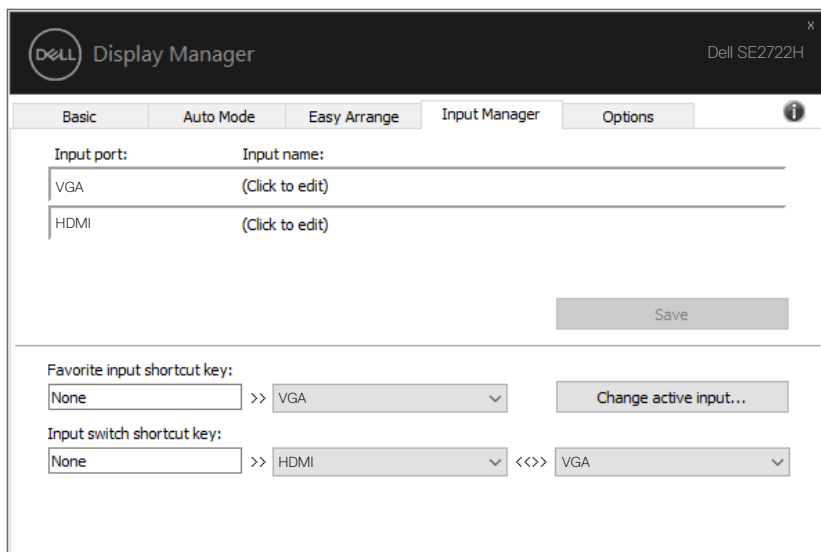 x
DELL Display Manager Dell SE2722H
Basic Auto Mode Easy Arrange Input Manager Options i
Input port: Input name:
VGA (Click to edit)
HDMI (Click to edit)
Save
Favorite input shortcut key:
None >> VGA Change active input...
Input switch shortcut key:
None >> HDMI <<>> VGA